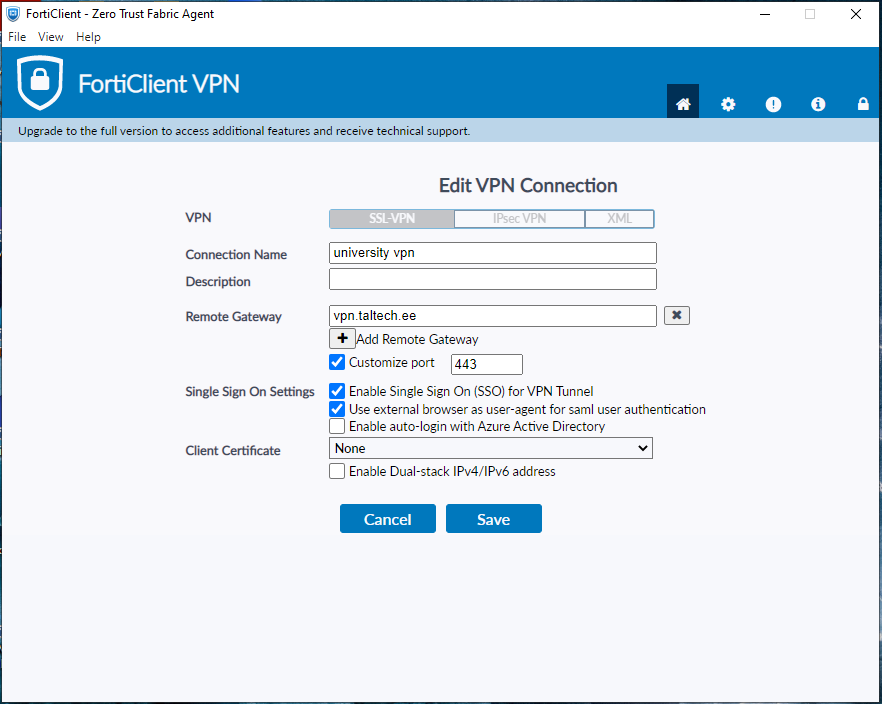 FortiClient - Zero Trust Fabric Agent
File View Help
FortiClient VPN
Upgrade to the full version to access additional features and receive technical support.
Edit VPN Connection
VPN SSL-VPN IPsec VPN XML
Connection Name university vpn
Description
Remote Gateway vpn.taltech.ee
Add Remote Gateway
Customize port 443
Single Sign On Settings Enable Single Sign On (SSO) for VPN Tunnel
Use external browser as user-agent for saml user authentication
Enable auto-login with Azure Active Directory
Client Certificate None
Enable Dual-stack IPv4/IPv6 address
Cancel Save